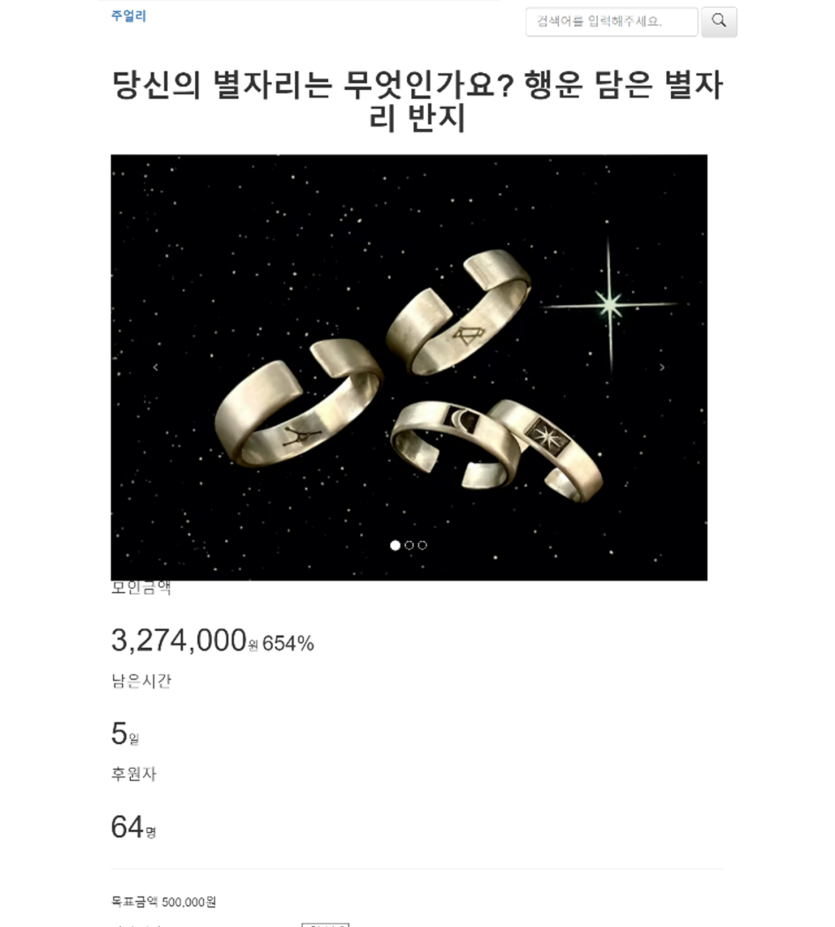 주얼리
검색어를 입력해주세요.
당신의 별자리는 무엇인가요? 행운 담은 별자
리 반지
모인금액
3,274,000원 654%
남은시간
5일
후원자
64명
목표금액 500,000원